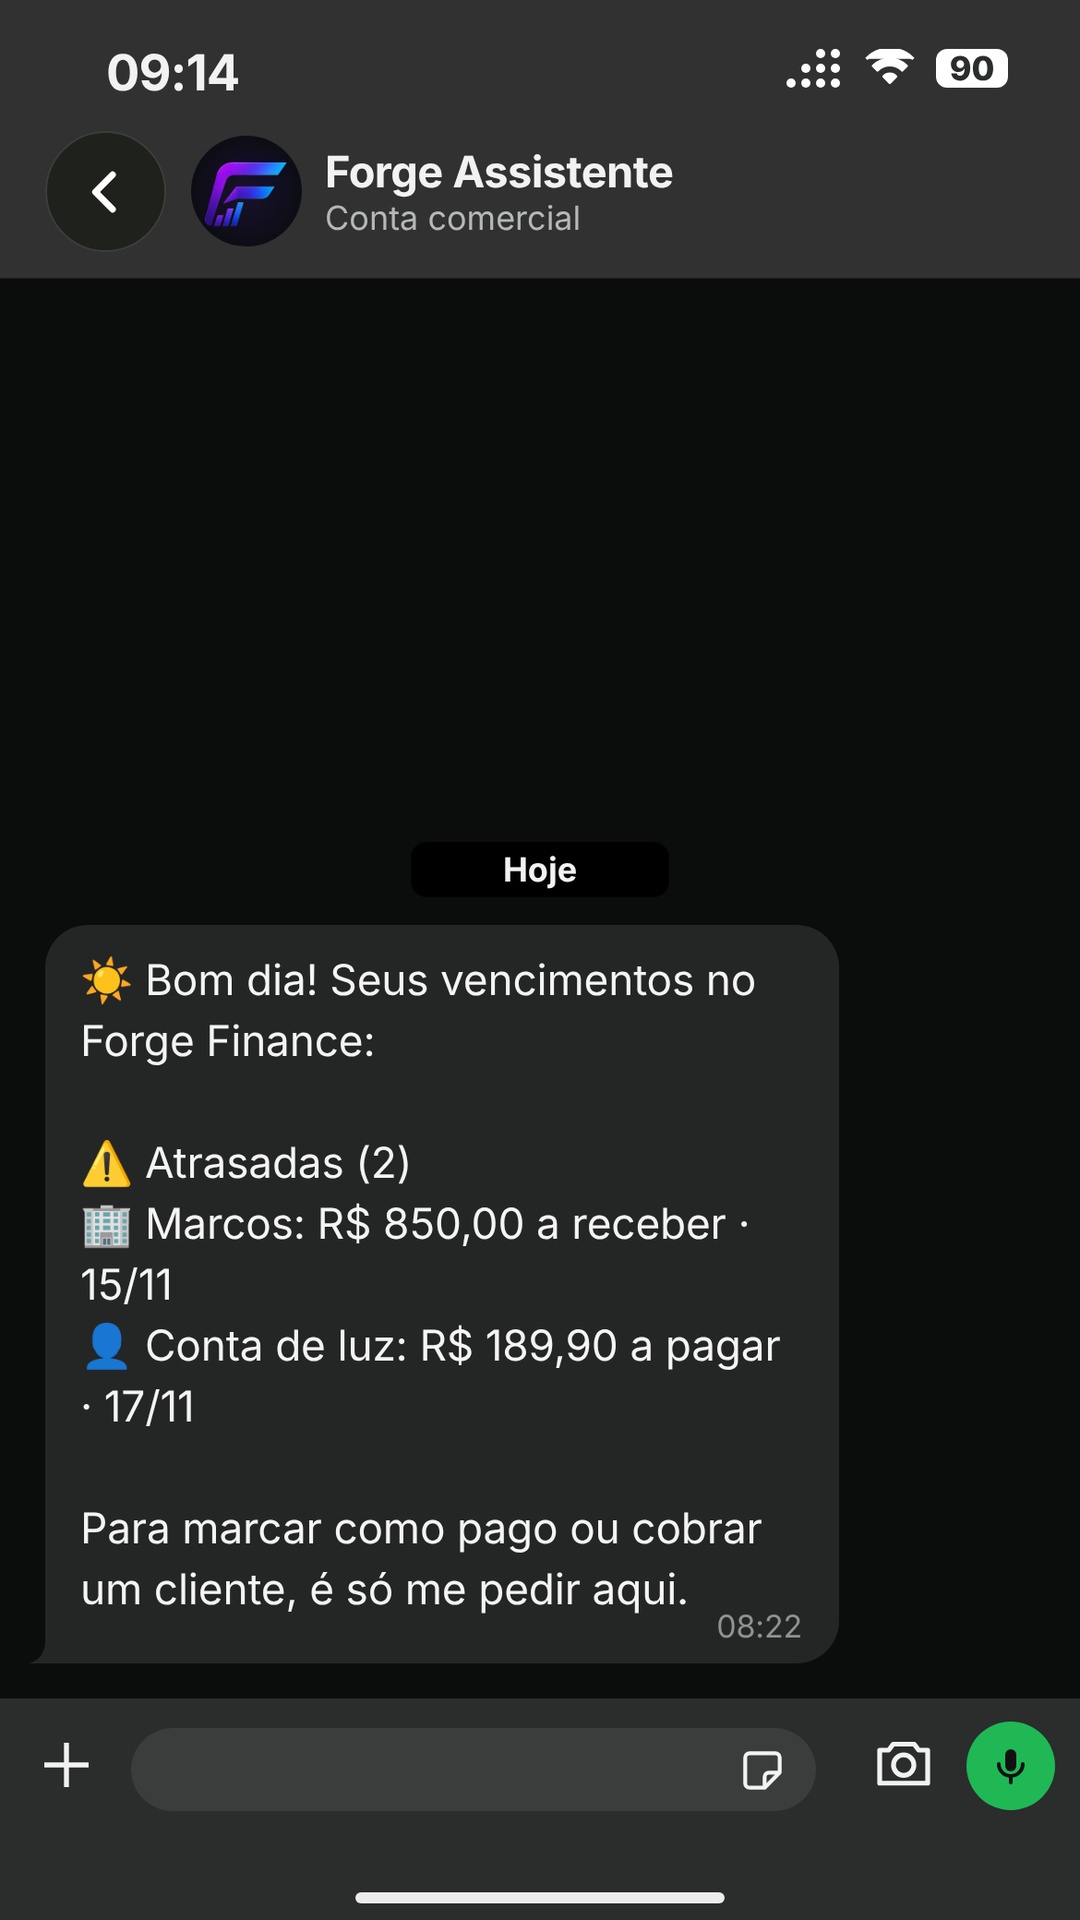 09:14
90
Forge Assistente
Conta comercial
Hoje
☀️ Bom dia! Seus vencimentos no
Forge Finance:
⚠️ Atrasadas (2)
🏢 Marcos: R$ 850,00 a receber ·
15/11
👤 Conta de luz: R$ 189,90 a pagar
· 17/11
Para marcar como pago ou cobrar
um cliente, é só me pedir aqui.
08:22